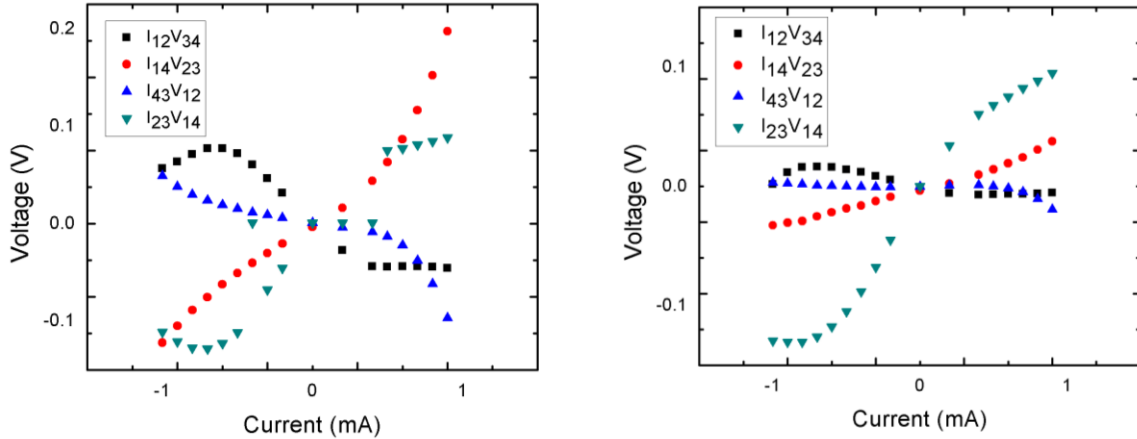 0.2
0.1
0.0
-0.1
Voltage (V)
I12V34
I14V23
I43V12
I23V14
-1
0
1
Current (mA)
0.1
0.0
-0.1
Voltage (V)
I12V34
I14V23
I43V12
I23V14
-1
0
1
Current (mA)